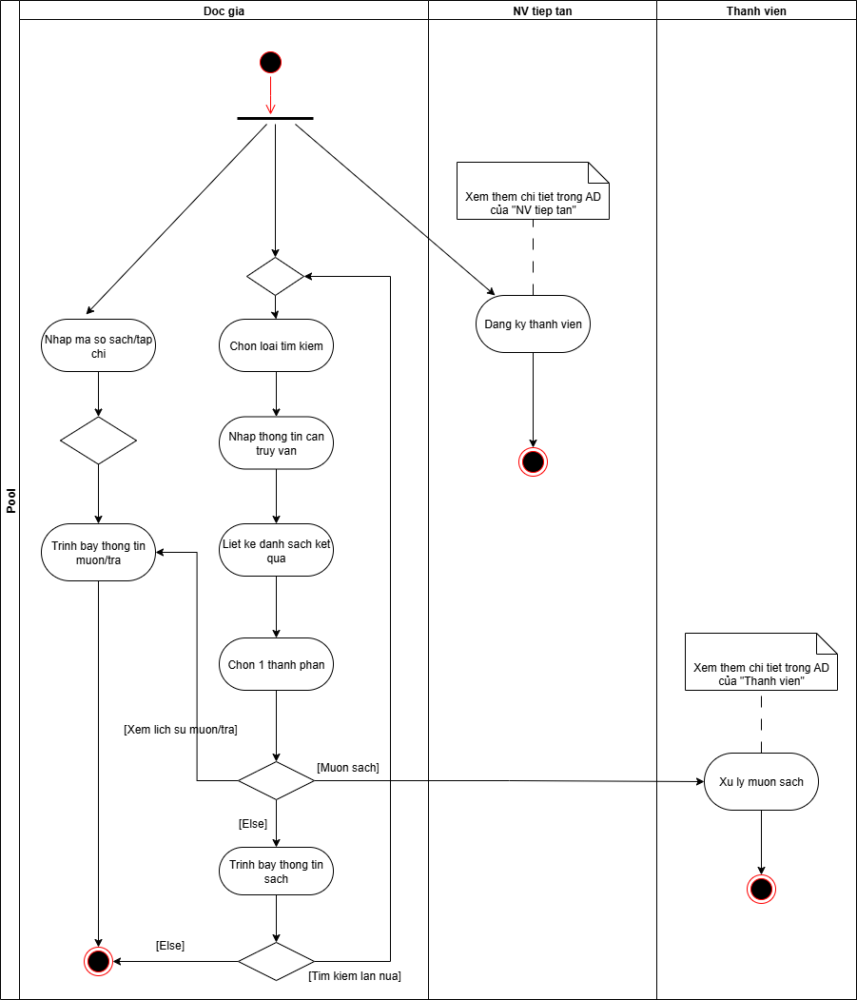 Doc gia
NV tiep tan
Thanh vien
Pool
Xem them chi tiet trong AD
của "NV tiep tan"
Nhap ma so sach/tap
chi
Chon loai tim kiem
Dang ky thanh vien
Nhap thong tin can
truy van
Trinh bay thong tin
muon/tra
Liet ke danh sach ket
qua
Chon 1 thanh phan
Xem them chi tiet trong AD
của "Thanh vien"
[Xem lich su muon/tra]
[Muon sach]
Xu ly muon sach
[Else]
Trinh bay thong tin
sach
[Else]
[Tim kiem lan nua]